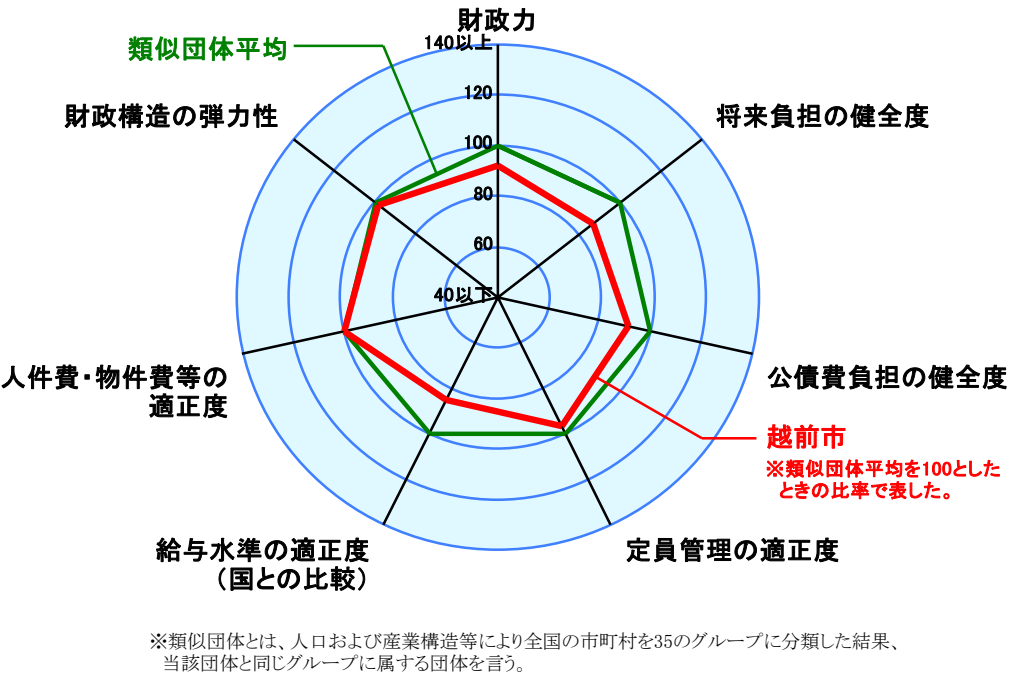 財政力
140以上
類似団体平均
120
財政構造の弾力性
将来負担の健全度
100
80
60
40以下
人件費・物件費等の
適正度
公債費負担の健全度
越前市
※類似団体平均を100とした
ときの比率で表した。
給与水準の適正度
（国との比較）
定員管理の適正度
※類似団体とは、人口および産業構造等により全国の市町村を35のグループに分類した結果、
当該団体と同じグループに属する団体を言う。